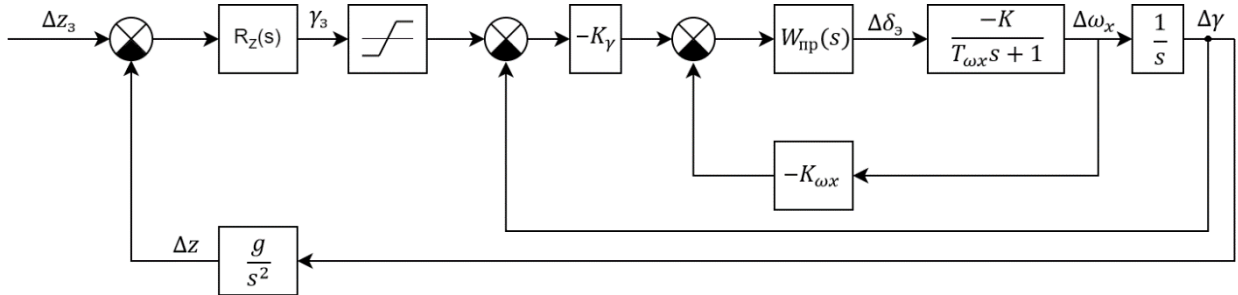 Δz₃
R_Z(s)
γ₃
−K_γ
W_пр(s)
Δδ_э
−K
T_ωx s + 1
Δω_x
1
s
Δγ
−K_ωx
Δz
g
s²